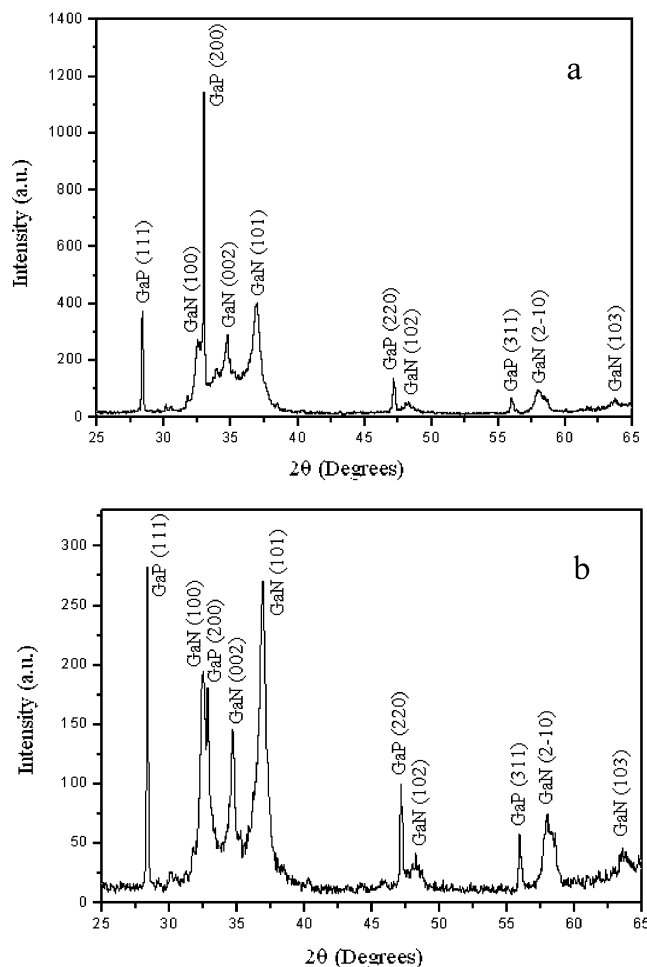 a
Intensity (a.u.)
1400
1200
1000
800
600
400
200
0
GaP (111)
GaN (100)
GaP (200)
GaN (002)
GaN (101)
GaP (220)
GaN (102)
GaP (311)
GaN (2-10)
GaN (103)
25 30 35 40 45 50 55 60 65
2θ (Degrees)
b
Intensity (a.u.)
300
250
200
150
100
50
0
GaP (111)
GaN (100)
GaP (200)
GaN (002)
GaN (101)
GaP (220)
GaN (102)
GaP (311)
GaN (2-10)
GaN (103)
25 30 35 40 45 50 55 60 65
2θ (Degrees)